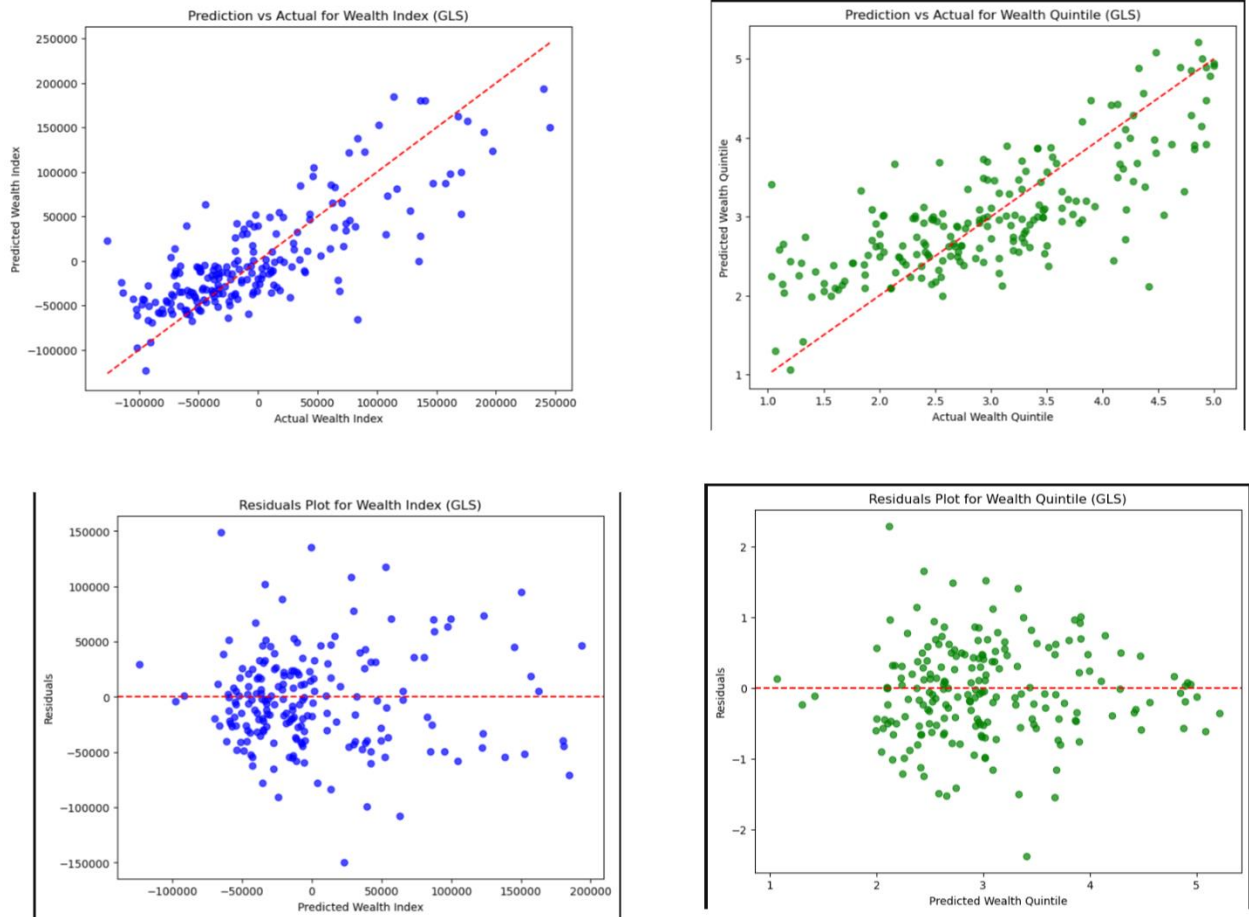 Prediction vs Actual for Wealth Index (GLS)
250000
200000
150000
100000
50000
0
−50000
−100000
Predicted Wealth Index
−100000 −50000 0 50000 100000 150000 200000 250000
Actual Wealth Index
Prediction vs Actual for Wealth Quintile (GLS)
5
4
3
2
1
Predicted Wealth Quintile
1.0 1.5 2.0 2.5 3.0 3.5 4.0 4.5 5.0
Actual Wealth Quintile
Residuals Plot for Wealth Index (GLS)
150000
100000
50000
0
−50000
−100000
−150000
Residuals
−100000 −50000 0 50000 100000 150000 200000
Predicted Wealth Index
Residuals Plot for Wealth Quintile (GLS)
2
1
0
−1
−2
Residuals
1 2 3 4 5
Predicted Wealth Quintile